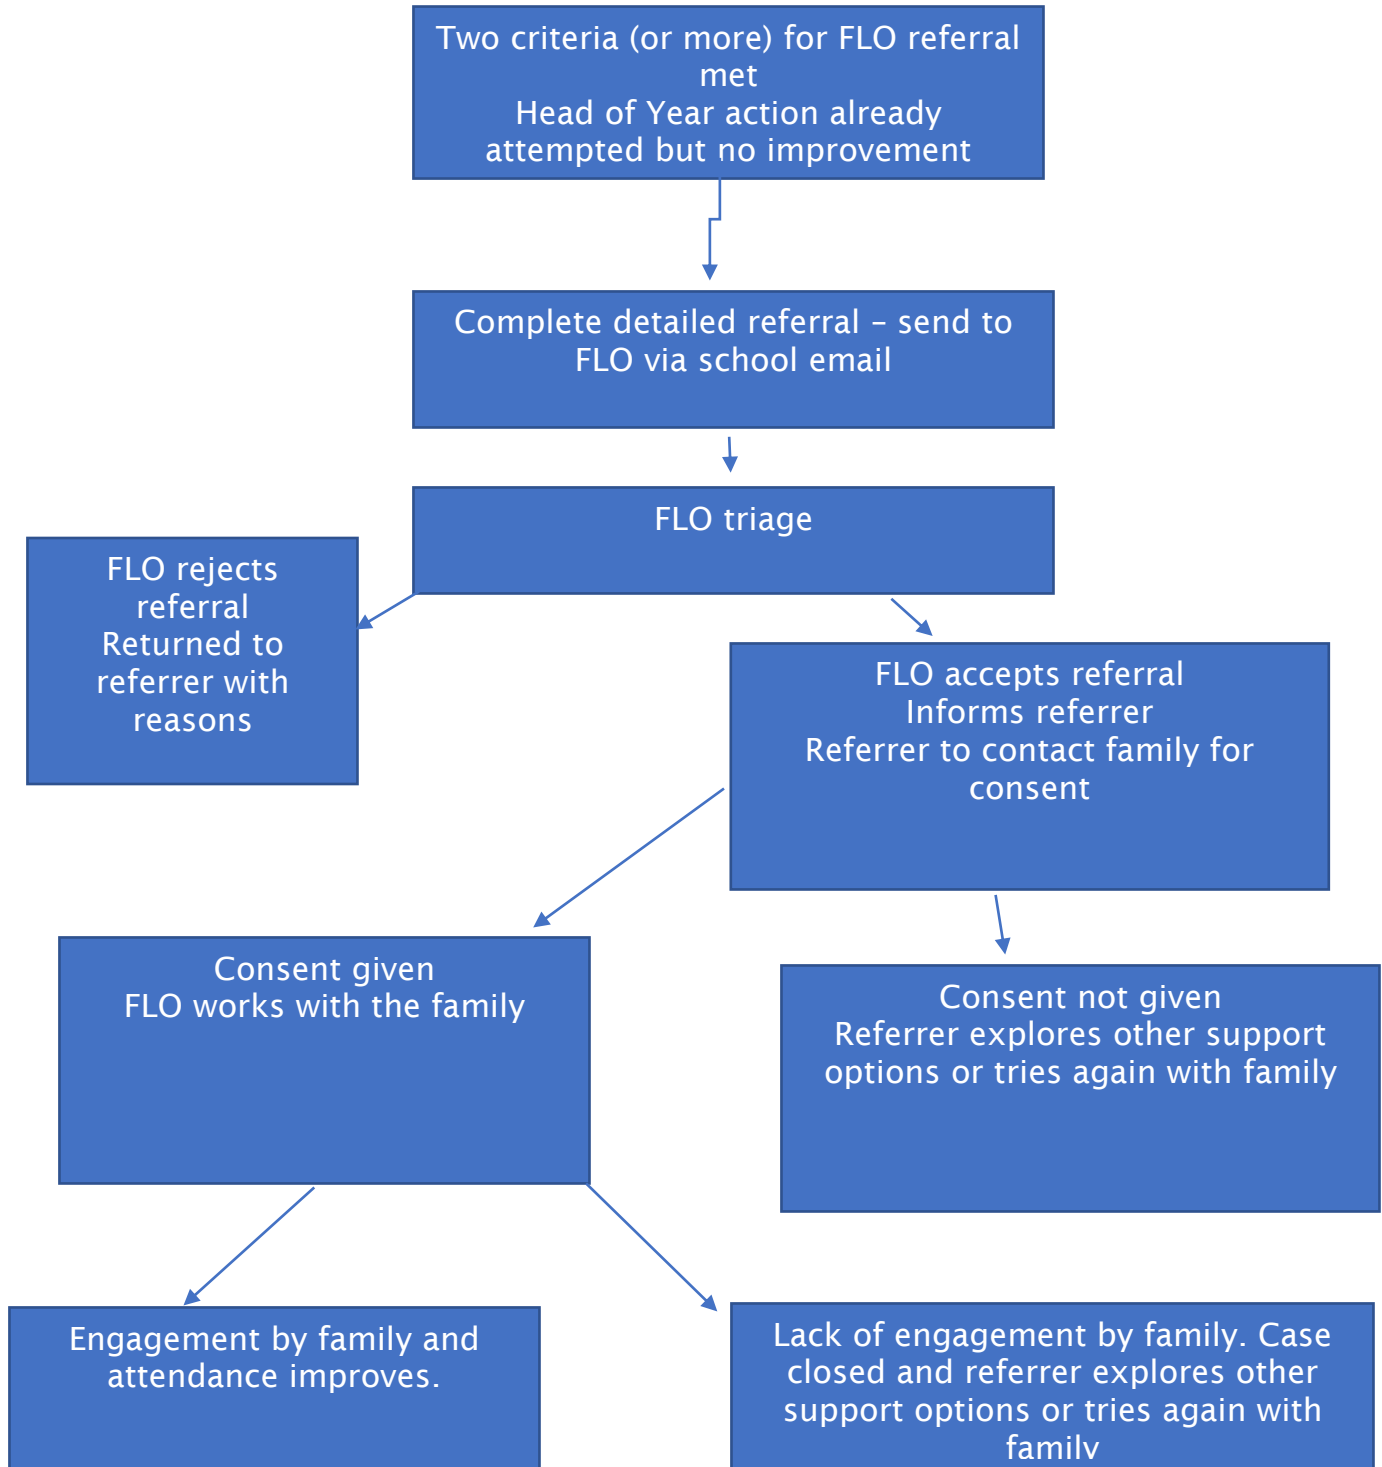 Two criteria (or more) for FLO referral
met
Head of Year action already
attempted but no improvement
Complete detailed referral – send to
FLO via school email
FLO triage
FLO rejects
referral
Returned to
referrer with
reasons
FLO accepts referral
Informs referrer
Referrer to contact family for
consent
Consent given
FLO works with the family
Consent not given
Referrer explores other support
options or tries again with family
Engagement by family and
attendance improves.
Lack of engagement by family. Case
closed and referrer explores other
support options or tries again with
family